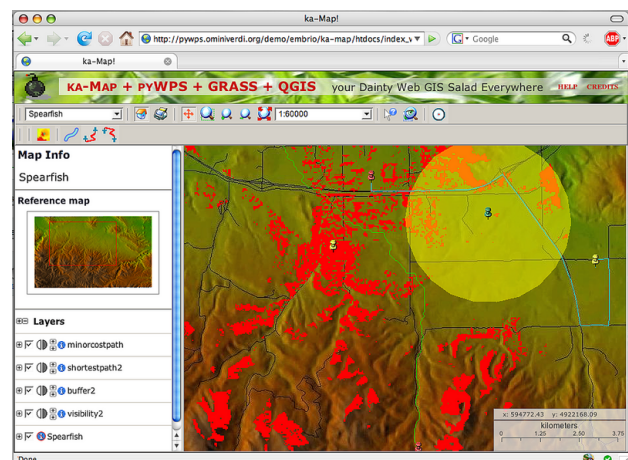 ka-Map!
http://pywps.ominiverdi.org/demo/embrio/ka-map/htdocs/index_v
Google
ABP
ka-Map!
KA-MAP + PYWPS + GRASS + QGIS your Dainty Web GIS Salad Everywhere HELP CREDITS
Spearfish 1:60000
Map Info
Spearfish
Reference map
Layers
minorcostpath
shortestpath2
buffer2
visibility2
Spearfish
x: 594772.43 y: 4922168.09
kilometers
0 1.25 2.50 3.75
Done